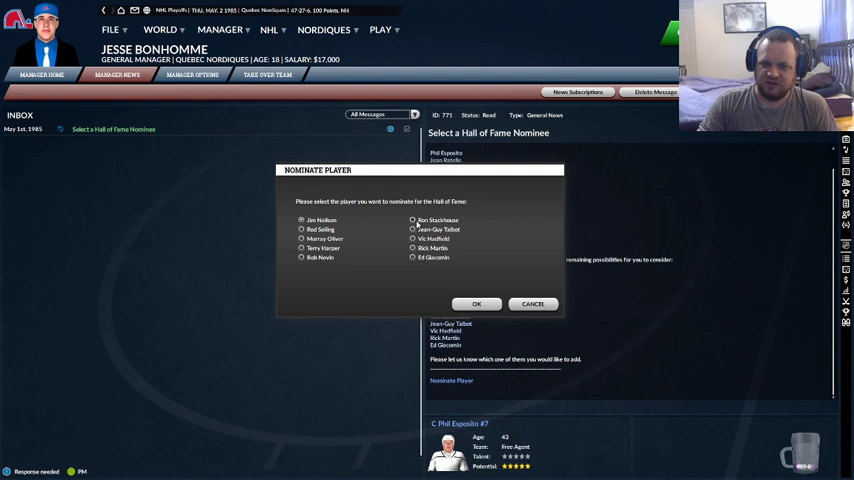 NHL Playoffs | THU. MAY. 2 1985 | Quebec Nordiques | 47-27-6, 100 Points, NH
FILE WORLD MANAGER NHL NORDIQUES PLAY
JESSE BONHOMME
GENERAL MANAGER | QUEBEC NORDIQUES | AGE: 18 | SALARY: $17,000
MANAGER HOME MANAGER NEWS MANAGER OPTIONS TAKE OVER TEAM
News Subscriptions Delete Message
INBOX
All Messages
ID: 771 Status: Read Type: General News
May 1st, 1985 Select a Hall of Fame Nominee
Select a Hall of Fame Nominee
Phil Esposito
Jean Ratelle
NOMINATE PLAYER
Please select the player you want to nominate for the Hall of Fame:
Jim Neilson Ron Stackhouse
Rod Seiling Jean-Guy Talbot
Murray Oliver Vic Hadfield
Terry Harper Rick Martin
Bob Nevin Ed Giacomin
remaining possibilities for you to consider:
OK CANCEL
Jean-Guy Talbot
Vic Hadfield
Rick Martin
Ed Giacomin
Please let us know which one of them you would like to add.
Nominate Player
C Phil Esposito #7
Age: 43
Team: Free Agent
Talent:
Potential:
Response needed PM